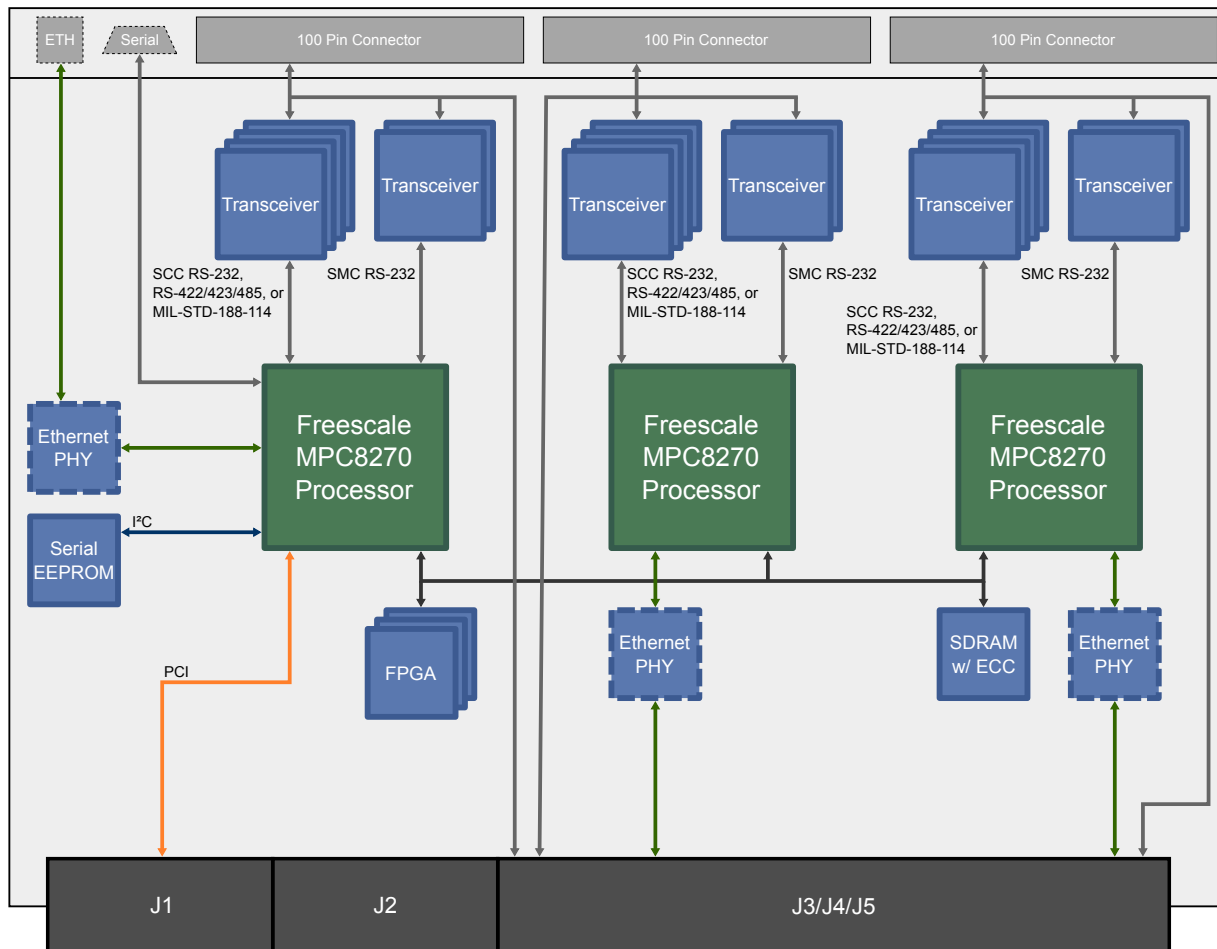 ETH
Serial
100 Pin Connector
100 Pin Connector
100 Pin Connector
Transceiver
Transceiver
Transceiver
Transceiver
Transceiver
Transceiver
SCC RS-232,
RS-422/423/485, or
MIL-STD-188-114
SMC RS-232
SCC RS-232,
RS-422/423/485, or
MIL-STD-188-114
SMC RS-232
SCC RS-232,
RS-422/423/485, or
MIL-STD-188-114
SMC RS-232
Freescale
MPC8270
Processor
Freescale
MPC8270
Processor
Freescale
MPC8270
Processor
Ethernet
PHY
I²C
Serial
EEPROM
PCI
FPGA
Ethernet
PHY
SDRAM
w/ ECC
Ethernet
PHY
J1
J2
J3/J4/J5